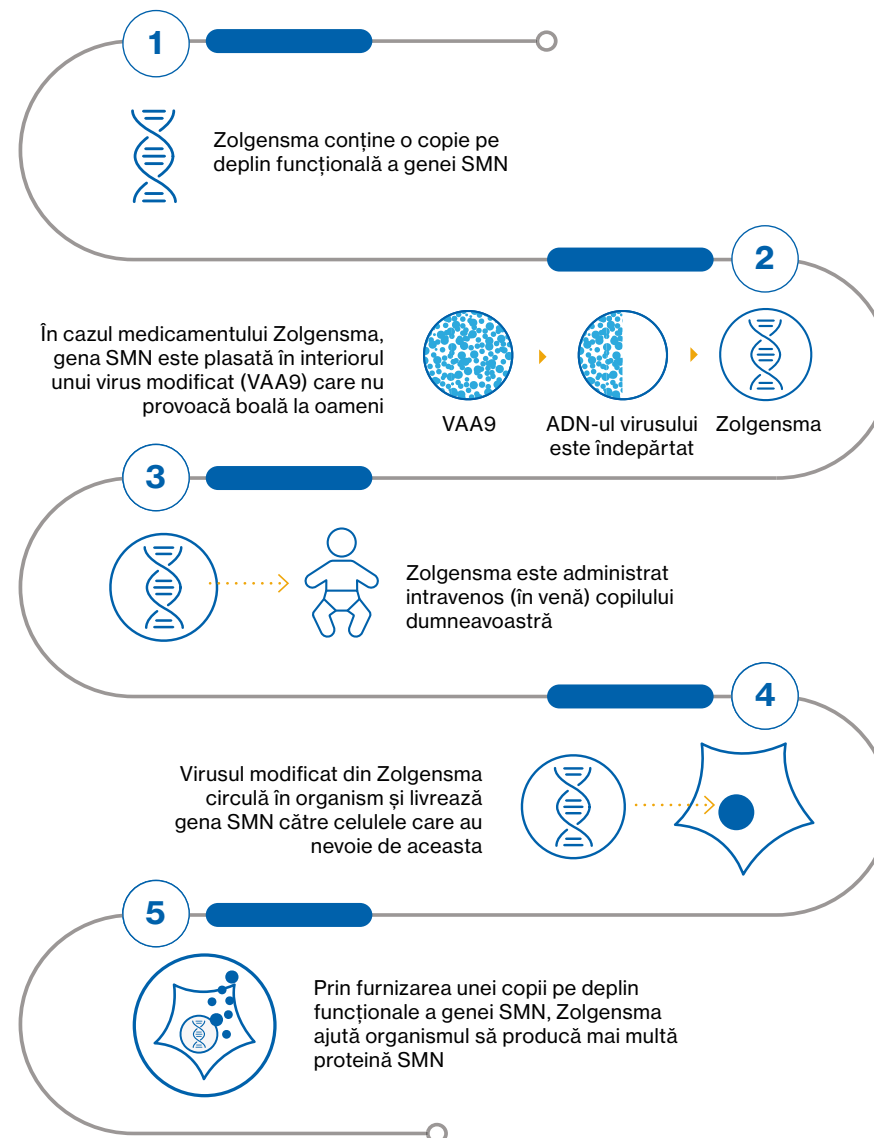 1
Zolgensma conține o copie pe
deplin funcțională a genei SMN
2
În cazul medicamentului Zolgensma,
gena SMN este plasată în interiorul
unui virus modificat (VAA9) care nu
provoacă boală la oameni
VAA9
ADN-ul virusului
este îndepărtat
Zolgensma
3
Zolgensma este administrat
intravenos (în venă) copilului
dumneavoastră
4
Virusul modificat din Zolgensma
circulă în organism și livrează
gena SMN către celulele care au
nevoie de aceasta
5
Prin furnizarea unei copii pe deplin
funcționale a genei SMN, Zolgensma
ajută organismul să producă mai multă
proteină SMN